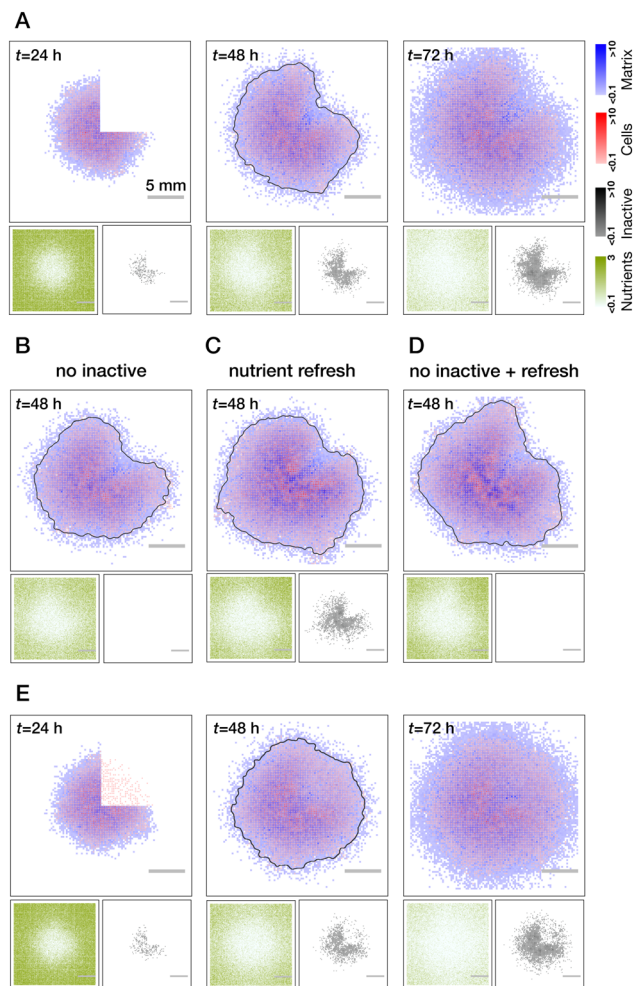 A
t=24 h
t=48 h
t=72 h
5 mm
<0.1 >10 Matrix
<0.1 >10 Cells
<0.1 >10 Inactive
<0.1 3 Nutrients
B
no inactive
t=48 h
C
nutrient refresh
t=48 h
D
no inactive + refresh
t=48 h
E
t=24 h
t=48 h
t=72 h